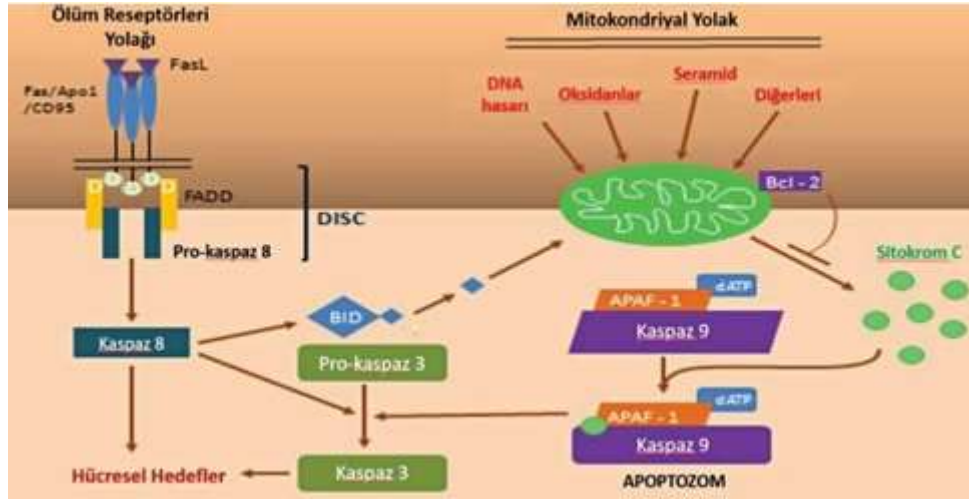 Ölüm Reseptörleri
Yolağı
FasL
Fas/Apo1
/CD95
FADD
DISC
Pro-kaspaz 8
Kaspaz 8
BID
Pro-kaspaz 3
Kaspaz 3
Hücresel Hedefler
Mitokondriyal Yolak
DNA
hasarı
Oksidanlar
Seramid
Diğerleri
Bcl - 2
Sitokrom C
dATP
APAF - 1
Kaspaz 9
dATP
APAF - 1
Kaspaz 9
APOPTOZOM